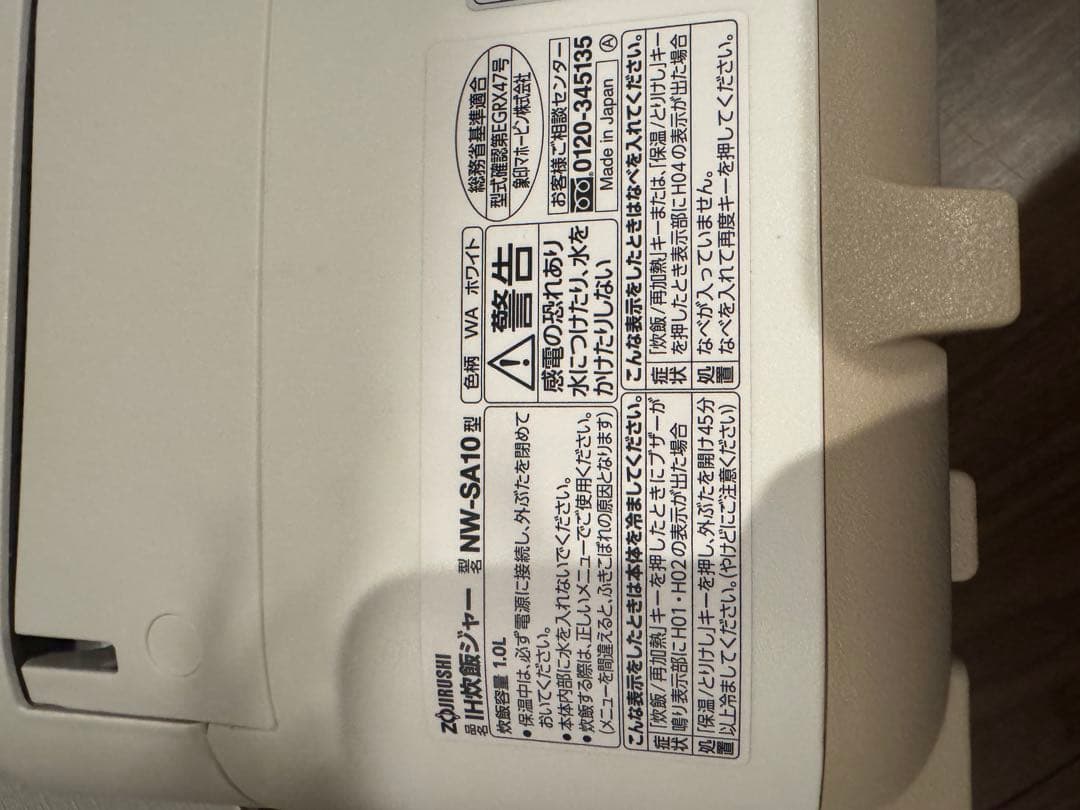 ZOJIRUSHI
品名 IH炊飯ジャー 型名 NW-SA10型
色柄 WA ホワイト
炊飯容量 1.0L
●保温中は、必ず電源に接続し、外ぶたを閉めて
おいてください。
●本体内部に水を入れないでください。
●炊飯する際は、正しいメニューでご使用ください。
(メニューを間違えると、ふきこぼれの原因となります)
警告
感電の恐れあり
水につけたり、水を
かけたりしない
総務省基準適合
型式確認第EGRX47号
象印マホービン株式会社
お客様ご相談センター
0120-345135
Made in Japan
A
こんな表示をしたときは本体を冷ましてください。
症状 「炊飯/再加熱」キーを押したときにブザーが
鳴り表示部にH01・H02の表示が出た場合
処置 「保温/とりけし」キーを押し、外ぶたを開け45分
以上冷ましてください。(やけどにご注意ください)
こんな表示をしたときはなべを入れてください。
症状 「炊飯/再加熱」キーまたは、「保温/とりけし」キー
を押したとき表示部にH04の表示が出た場合
処置 なべが入っていません。
なべを入れて再度キーを押してください。